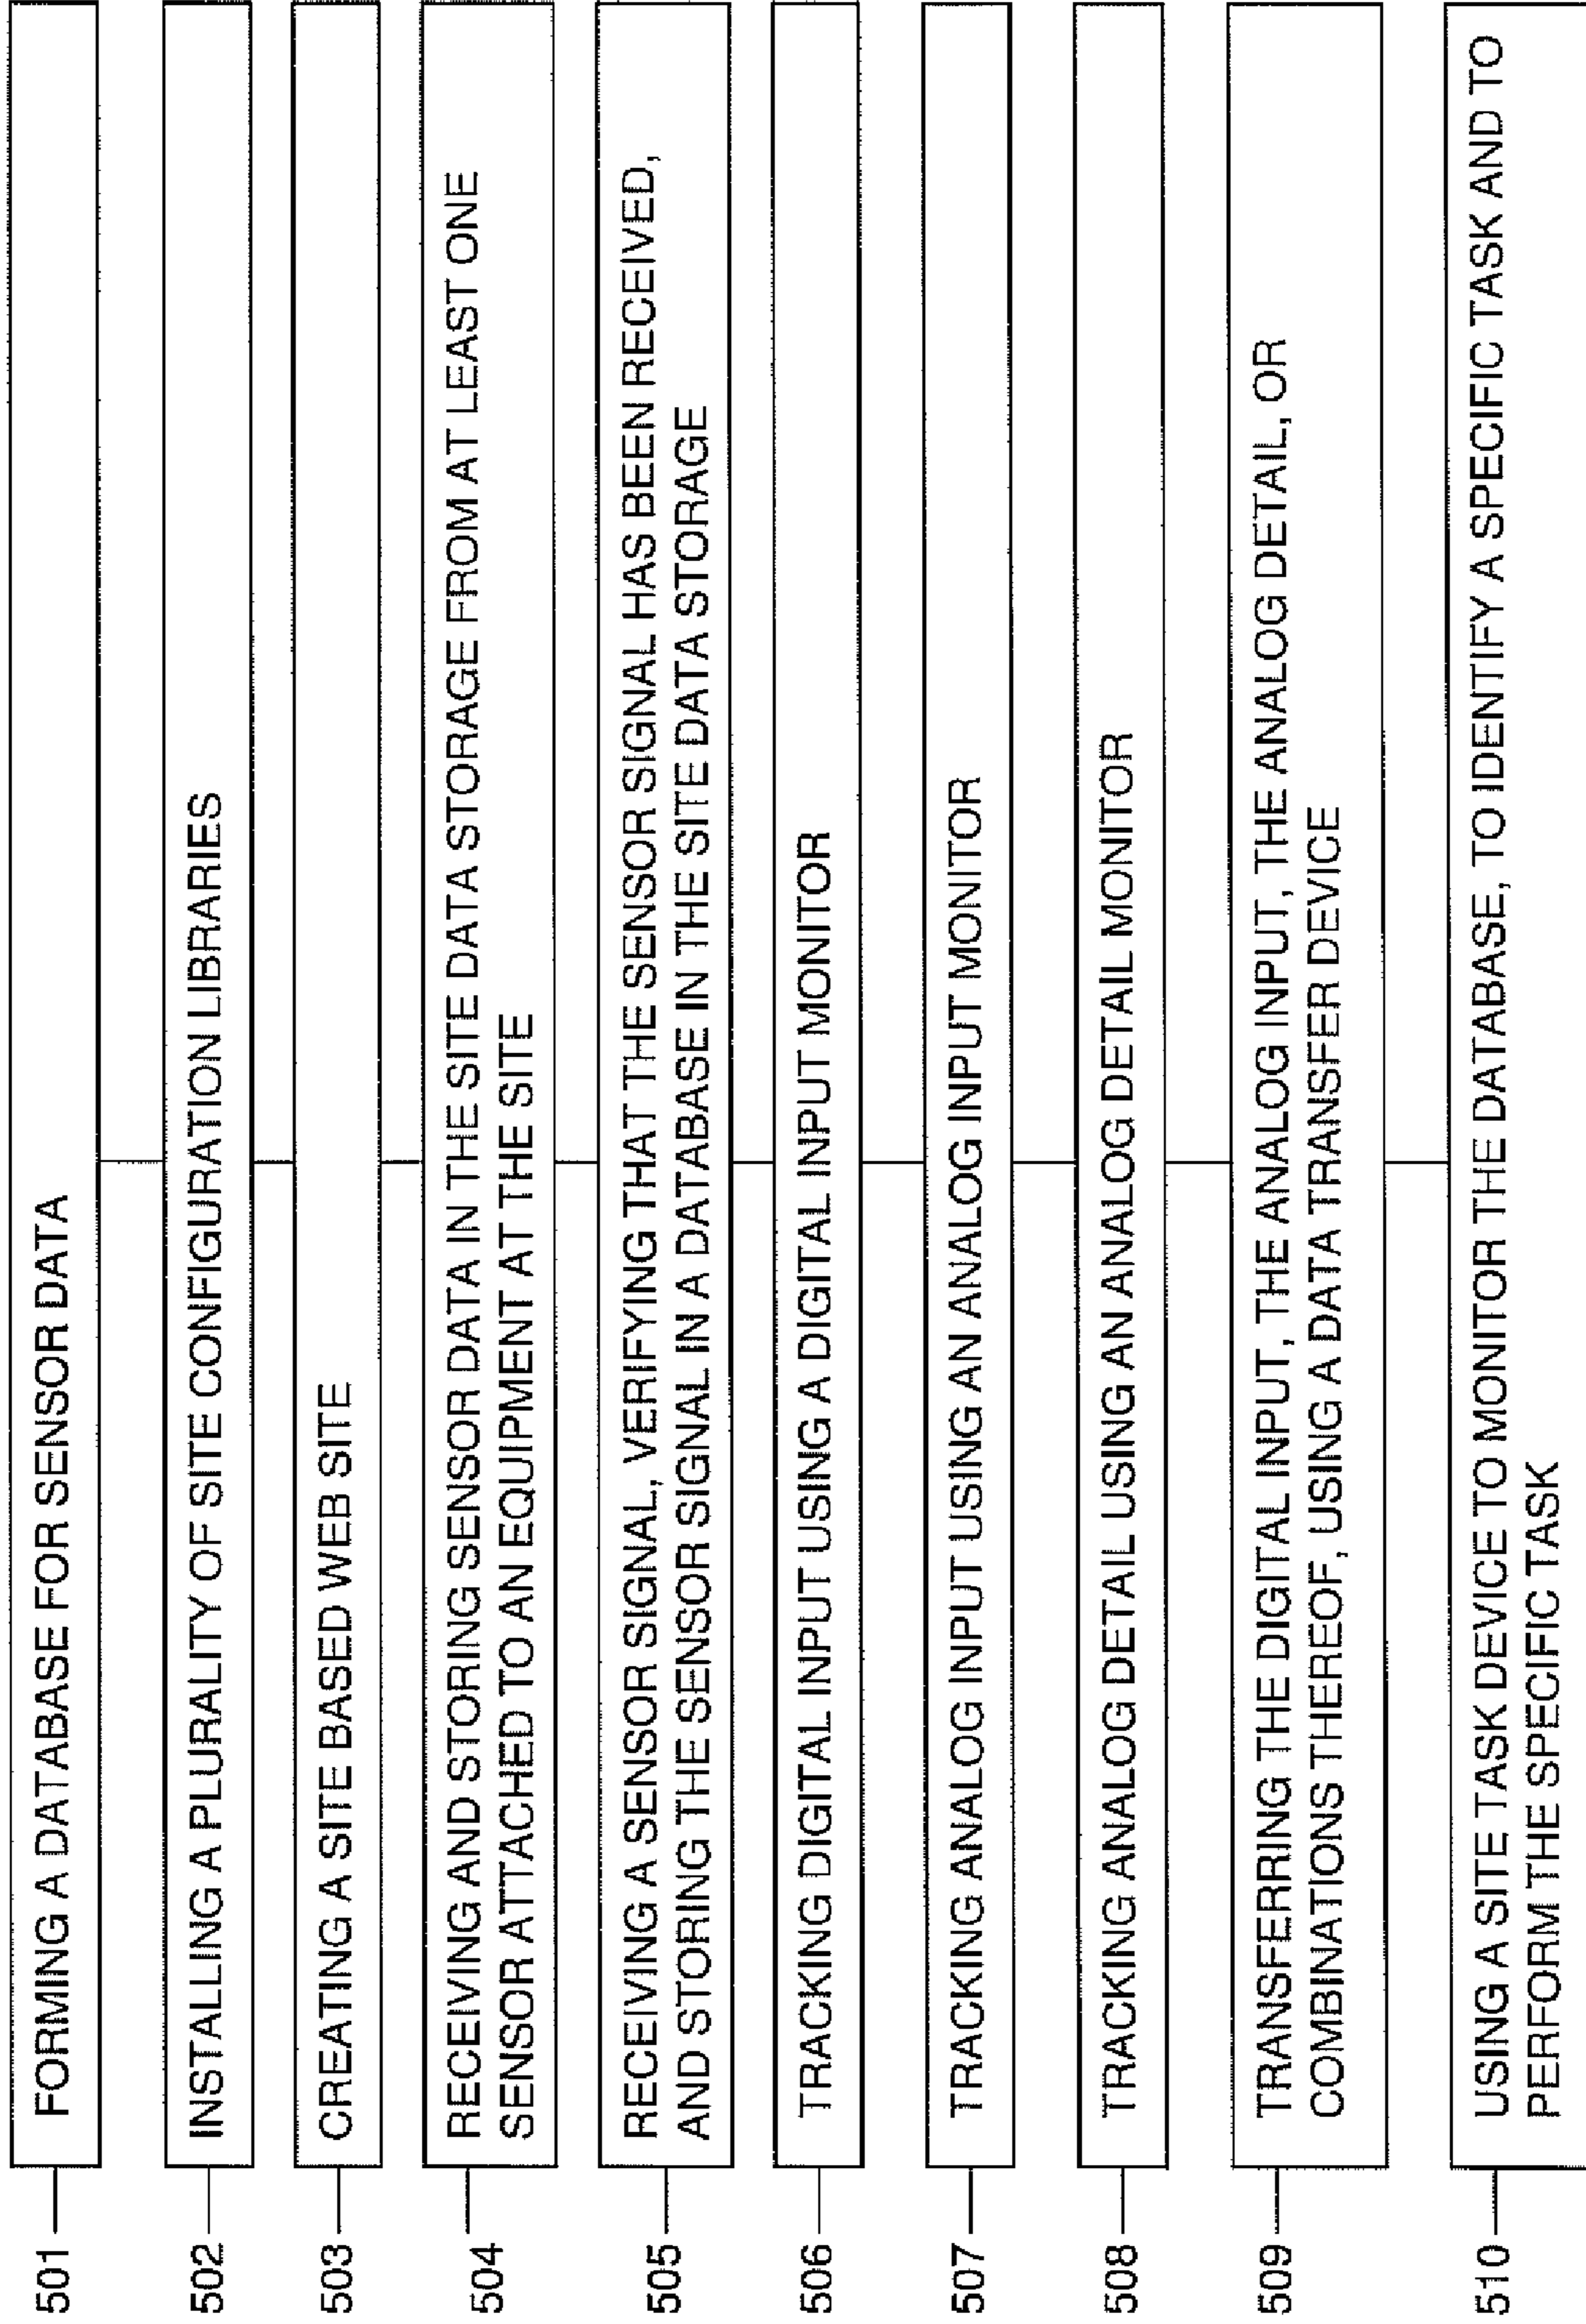 501 FORMING A DATABASE FOR SENSOR DATA
502 INSTALLING A PLURALITY OF SITE CONFIGURATION LIBRARIES
503 CREATING A SITE BASED WEB SITE
504 RECEIVING AND STORING SENSOR DATA IN THE SITE DATA STORAGE FROM AT LEAST ONE
SENSOR ATTACHED TO AN EQUIPMENT AT THE SITE
505 RECEIVING A SENSOR SIGNAL, VERIFYING THAT THE SENSOR SIGNAL HAS BEEN RECEIVED,
AND STORING THE SENSOR SIGNAL IN A DATABASE IN THE SITE DATA STORAGE
506 TRACKING DIGITAL INPUT USING A DIGITAL INPUT MONITOR
507 TRACKING ANALOG INPUT USING AN ANALOG INPUT MONITOR
508 TRACKING ANALOG DETAIL USING AN ANALOG DETAIL MONITOR
509 TRANSFERRING THE DIGITAL INPUT, THE ANALOG INPUT, THE ANALOG DETAIL, OR
COMBINATIONS THEREOF, USING A DATA TRANSFER DEVICE
510 USING A SITE TASK DEVICE TO MONITOR THE DATABASE, TO IDENTIFY A SPECIFIC TASK AND TO
PERFORM THE SPECIFIC TASK